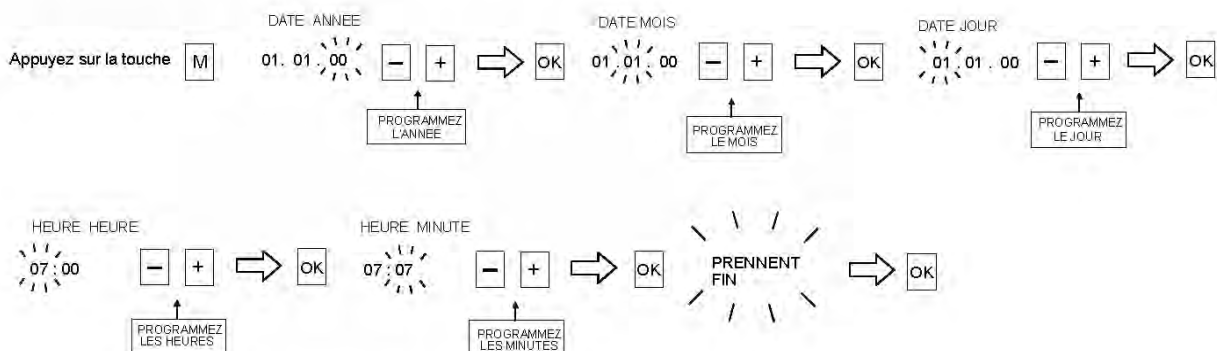 DATE ANNEE
DATE MOIS
DATE JOUR
Appuyez sur la touche M 01. 01. 00 − + OK 01. 01. 00 − + OK 01. 01. 00 − + OK
PROGRAMMEZ
L'ANNEE
PROGRAMMEZ
LE MOIS
PROGRAMMEZ
LE JOUR
HEURE HEURE
HEURE MINUTE
07:00 − + OK 07:07 − + OK
PRENNENT
FIN
OK
PROGRAMMEZ
LES HEURES
PROGRAMMEZ
LES MINUTES